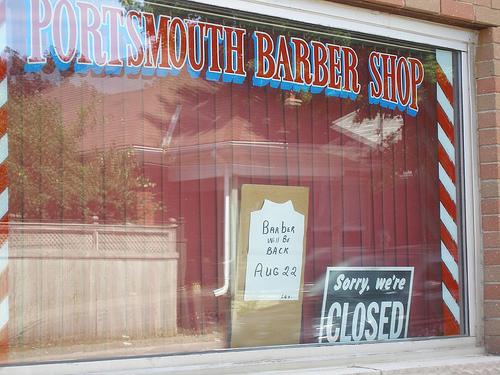 PORTSMOUTH BARBER SHOP
BARBER
WILL BE
BACK
AUG 22
Sorry, we're
CLOSED